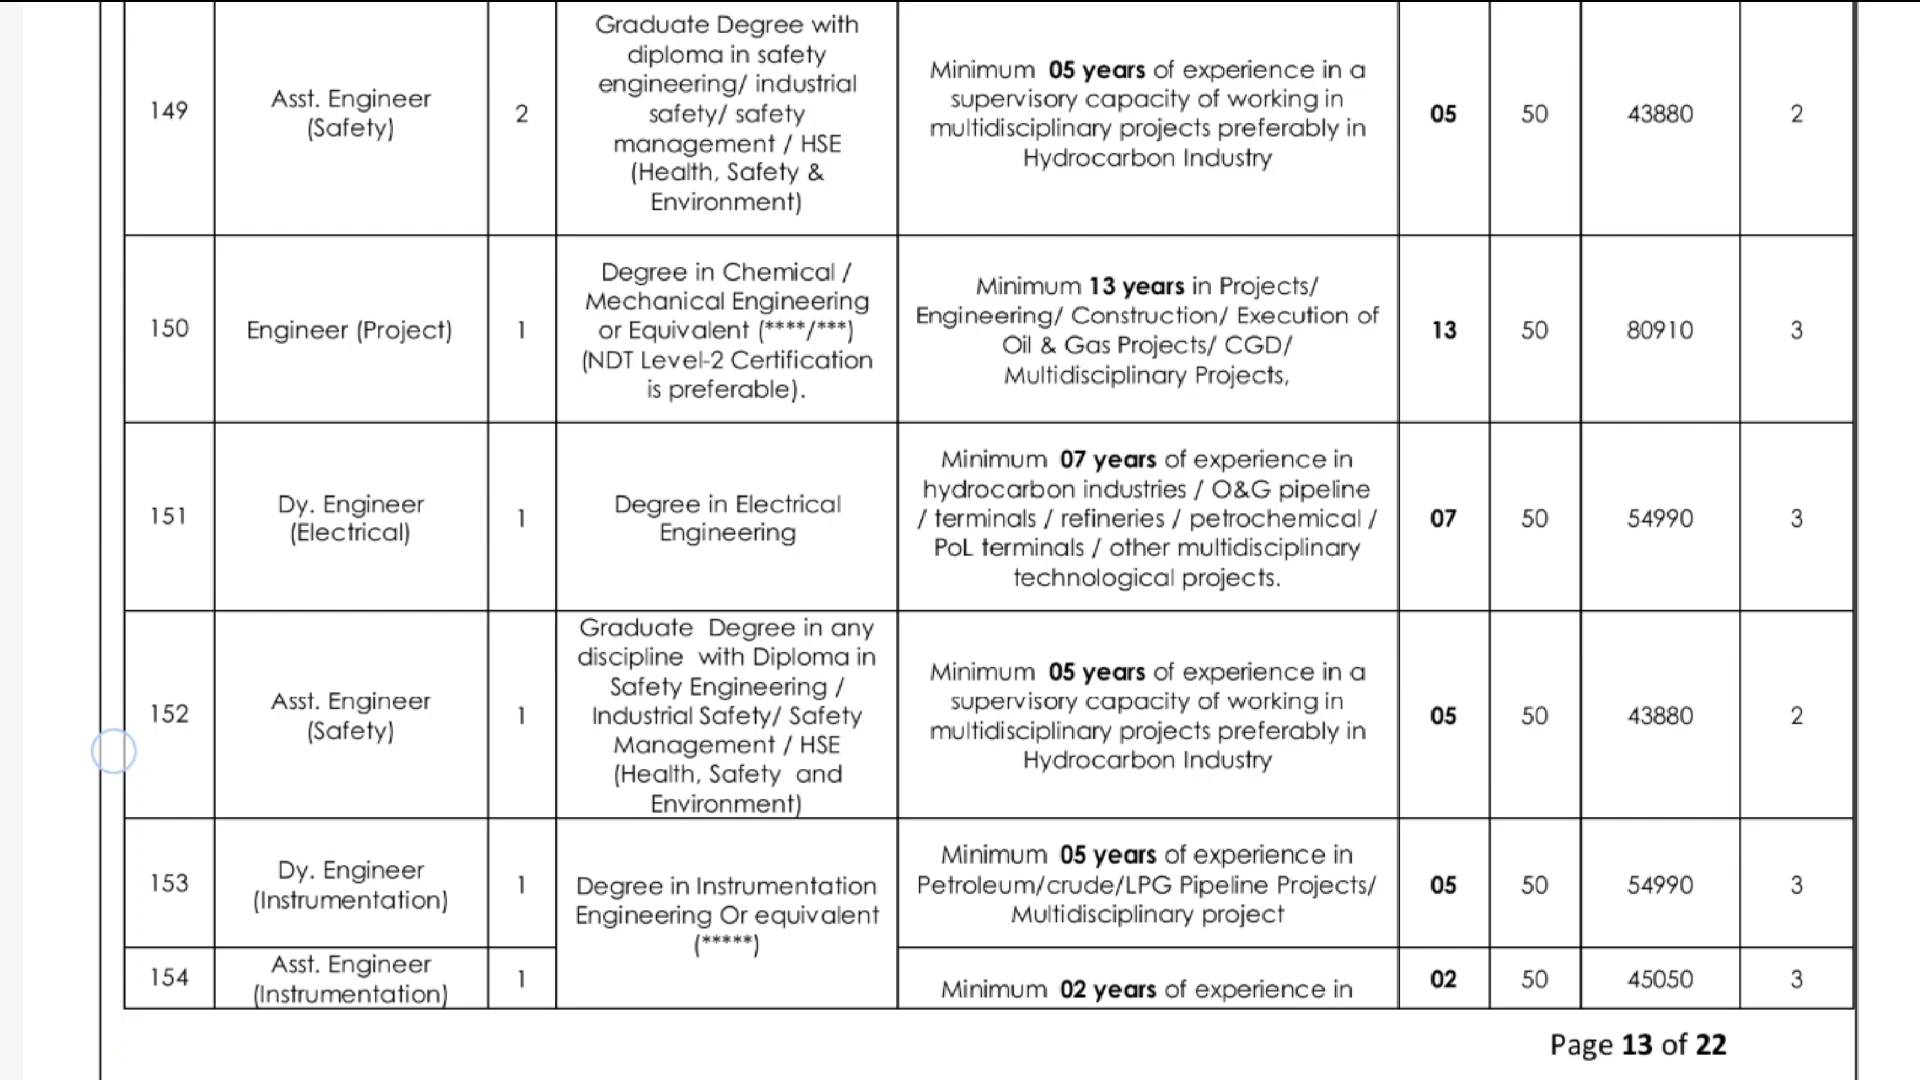 149
Asst. Engineer
(Safety)
2
Graduate Degree with
diploma in safety
engineering/ industrial
safety/ safety
management / HSE
(Health, Safety &
Environment)
Minimum 05 years of experience in a
supervisory capacity of working in
multidisciplinary projects preferably in
Hydrocarbon Industry
05
50
43880
2
150
Engineer (Project)
1
Degree in Chemical /
Mechanical Engineering
or Equivalent (****/***)
(NDT Level-2 Certification
is preferable).
Minimum 13 years in Projects/
Engineering/ Construction/ Execution of
Oil & Gas Projects/ CGD/
Multidisciplinary Projects,
13
50
80910
3
151
Dy. Engineer
(Electrical)
1
Degree in Electrical
Engineering
Minimum 07 years of experience in
hydrocarbon industries / O&G pipeline
/ terminals / refineries / petrochemical /
PoL terminals / other multidisciplinary
technological projects.
07
50
54990
3
152
Asst. Engineer
(Safety)
1
Graduate Degree in any
discipline with Diploma in
Safety Engineering /
Industrial Safety/ Safety
Management / HSE
(Health, Safety and
Environment)
Minimum 05 years of experience in a
supervisory capacity of working in
multidisciplinary projects preferably in
Hydrocarbon Industry
05
50
43880
2
153
Dy. Engineer
(Instrumentation)
1
Degree in Instrumentation
Engineering Or equivalent
(*****)
Minimum 05 years of experience in
Petroleum/crude/LPG Pipeline Projects/
Multidisciplinary project
05
50
54990
3
154
Asst. Engineer
(Instrumentation)
1
Minimum 02 years of experience in
02
50
45050
3
Page 13 of 22